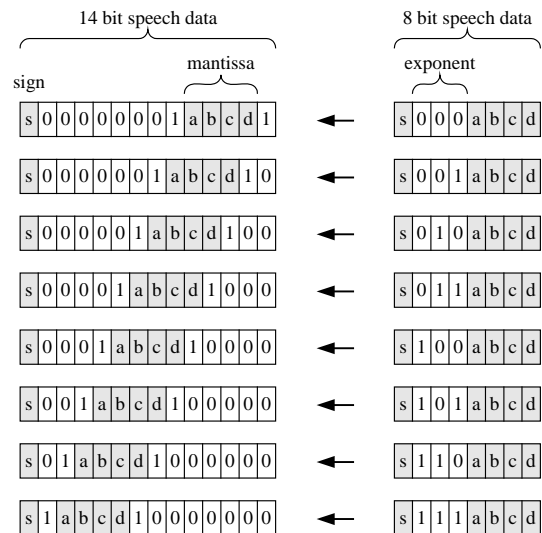 14 bit speech data 8 bit speech data
mantissa exponent
sign
s 0 0 0 0 0 0 0 1 a b c d 1 s 0 0 0 a b c d
s 0 0 0 0 0 0 1 a b c d 1 0 s 0 0 1 a b c d
s 0 0 0 0 0 1 a b c d 1 0 0 s 0 1 0 a b c d
s 0 0 0 0 1 a b c d 1 0 0 0 s 0 1 1 a b c d
s 0 0 0 1 a b c d 1 0 0 0 0 s 1 0 0 a b c d
s 0 0 1 a b c d 1 0 0 0 0 0 s 1 0 1 a b c d
s 0 1 a b c d 1 0 0 0 0 0 0 s 1 1 0 a b c d
s 1 a b c d 1 0 0 0 0 0 0 0 s 1 1 1 a b c d